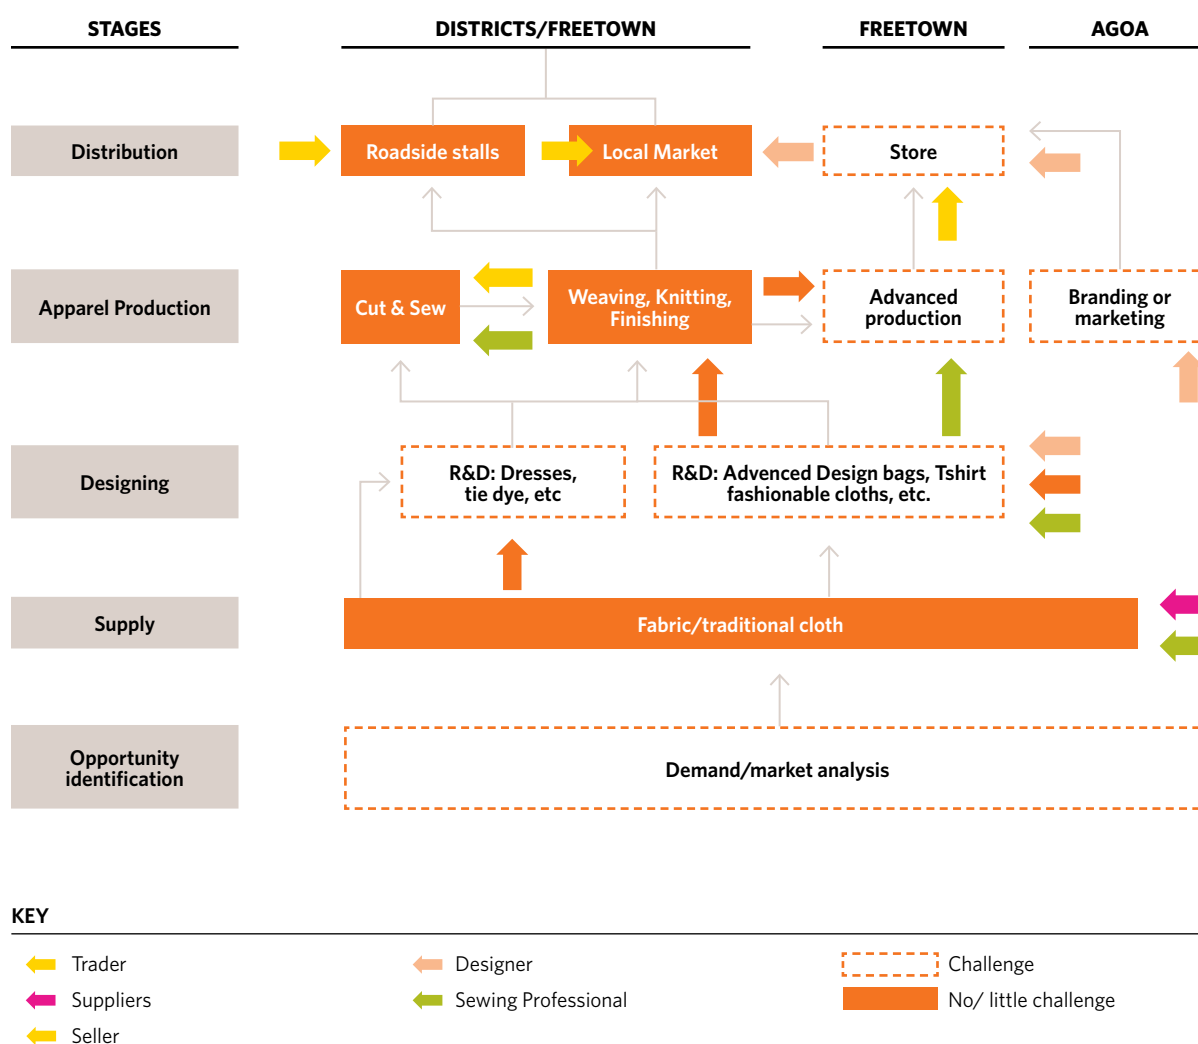 STAGES
DISTRICTS/FREETOWN
FREETOWN
AGOA
Distribution
Roadside stalls
Local Market
Store
Apparel Production
Cut & Sew
Weaving, Knitting,
Finishing
Advanced
production
Branding or
marketing
Designing
R&D: Dresses,
tie dye, etc
R&D: Advenced Design bags, Tshirt
fashionable cloths, etc.
Supply
Fabric/traditional cloth
Opportunity
identification
Demand/market analysis
KEY
Trader
Suppliers
Seller
Designer
Sewing Professional
Challenge
No/ little challenge